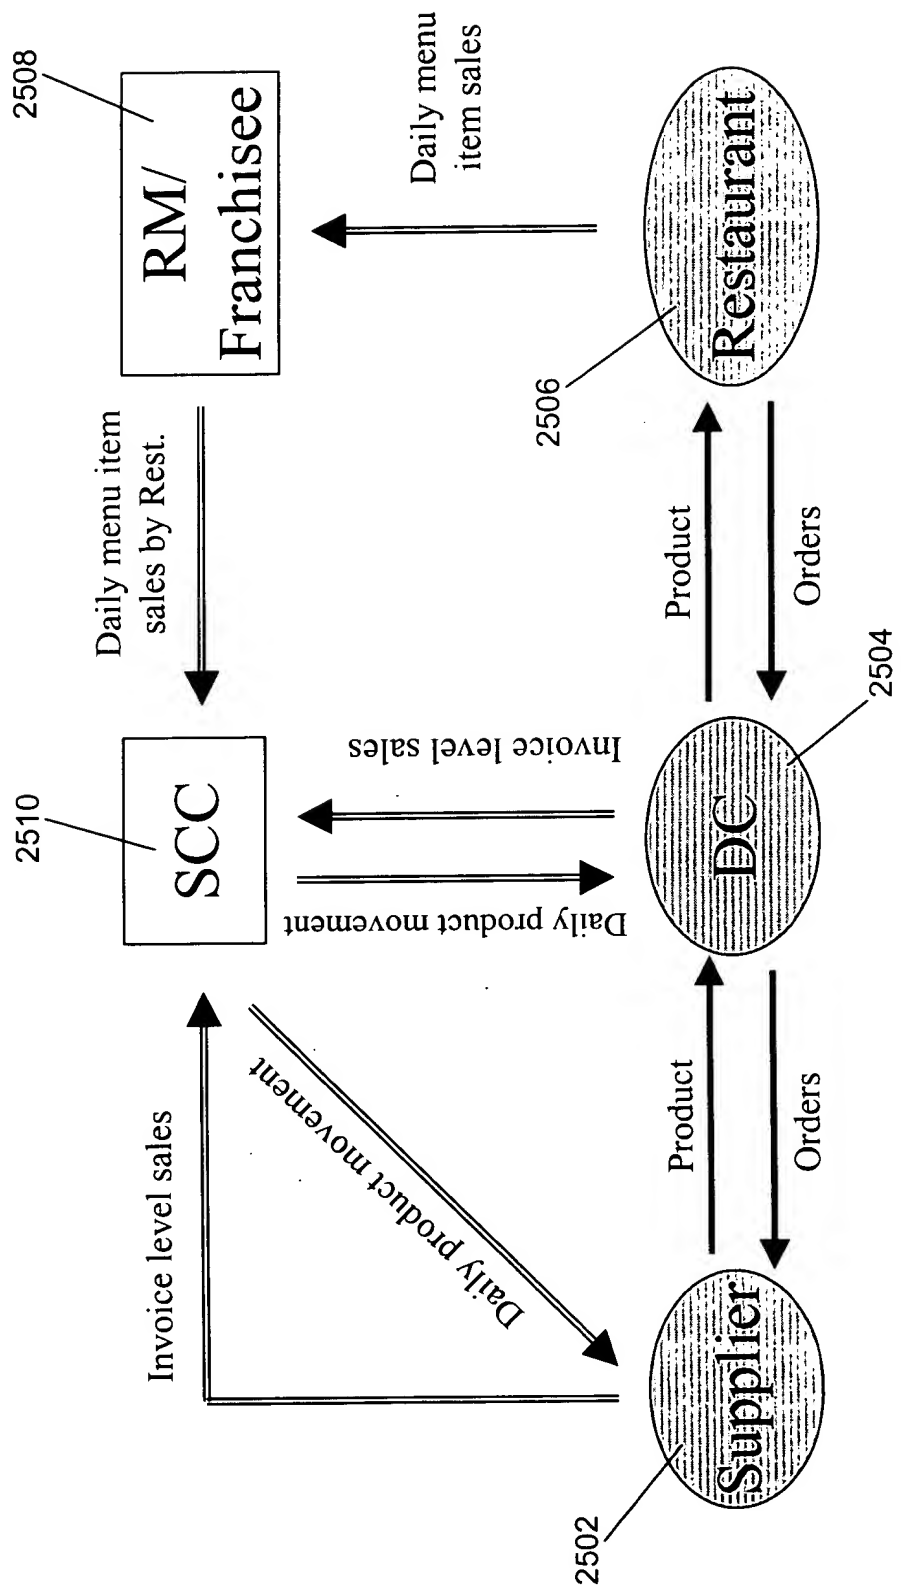 2510
2508
SCC
RM/
Franchisee
Invoice level sales
Daily menu item
sales by Rest.
Daily product movement
Daily product movement
Invoice level sales
Daily menu
item sales
2502
2506
Supplier
DC
Restaurant
Product
Product
Orders
Orders
2504